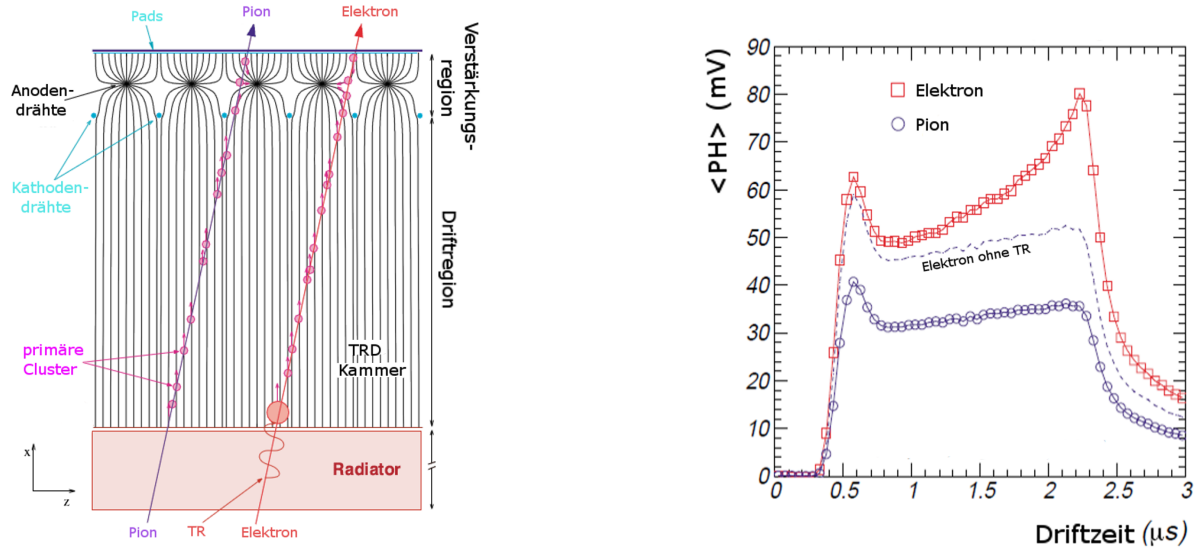 Pads
Pion
Elektron
Anoden-
drähte
Kathoden-
drähte
primäre
Cluster
TRD
Kammer
Verstärkungs-
region
Driftregion
Radiator
x
z
Pion
TR
Elektron
<PH> (mV)
90
80
70
60
50
40
30
20
10
0
Elektron
Pion
Elektron ohne TR
0 0.5 1 1.5 2 2.5 3
Driftzeit (μs)